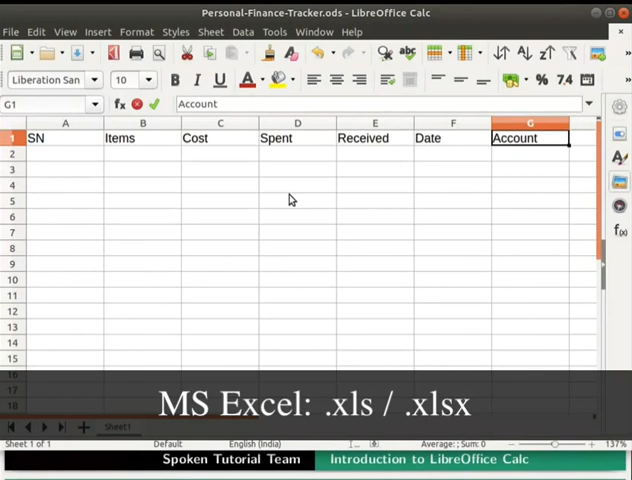 Personal-Finance-Tracker.ods - LibreOffice Calc
File Edit View Insert Format Styles Sheet Data Tools Window Help
Liberation San 10
G1 Account
A B C D E F G
1 SN Items Cost Spent Received Date Account
2
3
4
5
6
7
8
9
10
11
12
13
14
15
16
17
18
MS Excel: .xls / .xlsx
Sheet1
Sheet 1 of 1 Default English (India) Average: ; Sum: 0 137%
Spoken Tutorial Team Introduction to LibreOffice Calc